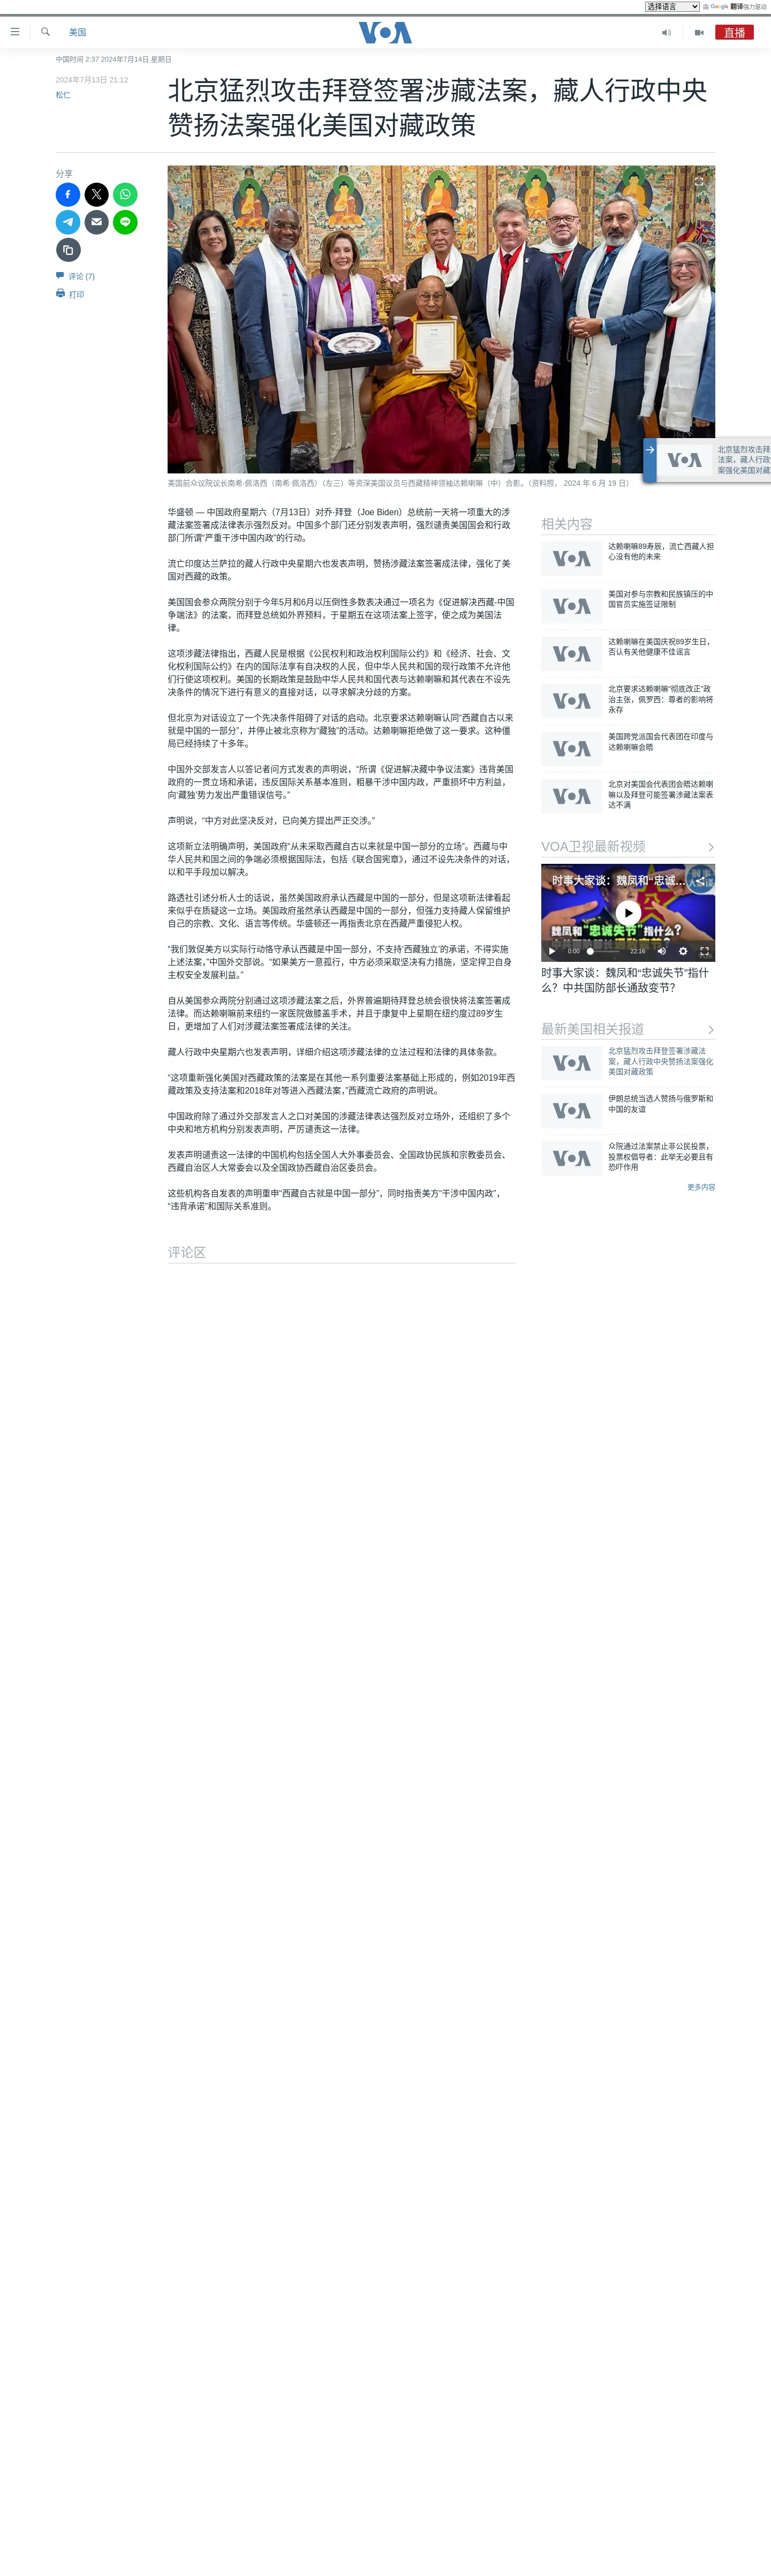 选择语言
由 Google 翻译强力驱动
美国
VOA
直播
中国时间 2:37 2024年7月14日 星期日
2024年7月13日 21:12
松仁
北京猛烈攻击拜登签署涉藏法案，藏人行政中央
赞扬法案强化美国对藏政策
分享
评论 (7)
打印
美国前众议院议长南希·佩洛西（南希·佩洛西）（左三）等资深美国议员与西藏精神领袖达赖喇嘛（中）合影。（资料照， 2024 年 6 月 19 日）
VOA
北京猛烈攻击拜
法案，藏人行政
案强化美国对藏
华盛顿 — 中国政府星期六（7月13日）对乔·拜登（Joe Biden）总统前一天将一项重大的涉
藏法案签署成法律表示强烈反对。中国多个部门还分别发表声明，强烈谴责美国国会和行政
部门所谓“严重干涉中国内政”的行动。
流亡印度达兰萨拉的藏人行政中央星期六也发表声明，赞扬涉藏法案签署成法律，强化了美
国对西藏的政策。
美国国会参众两院分别于今年5月和6月以压倒性多数表决通过一项名为《促进解决西藏-中国
争端法》的法案，而拜登总统如外界预料，于星期五在这项法案上签字，使之成为美国法
律。
这项涉藏法律指出，西藏人民是根据《公民权利和政治权利国际公约》和《经济、社会、文
化权利国际公约》在内的国际法享有自决权的人民，但中华人民共和国的现行政策不允许他
们行使这项权利。美国的长期政策是鼓励中华人民共和国代表与达赖喇嘛和其代表在不设先
决条件的情况下进行有意义的直接对话，以寻求解决分歧的方案。
但北京为对话设立了一个先决条件阻碍了对话的启动。北京要求达赖喇嘛认同“西藏自古以来
就是中国的一部分”，并停止被北京称为“藏独”的活动。达赖喇嘛拒绝做了这一要求。这种僵
局已经持续了十多年。
中国外交部发言人以答记者问方式发表的声明说，“所谓《促进解决藏中争议法案》违背美国
政府的一贯立场和承诺，违反国际关系基本准则，粗暴干涉中国内政，严重损坏中方利益，
向‘藏独’势力发出严重错误信号。”
声明说，“中方对此坚决反对，已向美方提出严正交涉。”
这项新立法明确声明，美国政府“从未采取西藏自古以来就是中国一部分的立场”。西藏与中
华人民共和国之间的争端必须根据国际法，包括《联合国宪章》，通过不设先决条件的对话，
以和平手段加以解决。
路透社引述分析人士的话说，虽然美国政府承认西藏是中国的一部分，但是这项新法律看起
来似乎在质疑这一立场。美国政府虽然承认西藏是中国的一部分，但强力支持藏人保留维护
自己的宗教、文化、语言等传统。华盛顿还一再指责北京在西藏严重侵犯人权。
“我们敦促美方以实际行动恪守承认西藏是中国一部分，不支持‘西藏独立’的承诺，不得实施
上述法案，”中国外交部说。“如果美方一意孤行，中方必须采取坚决有力措施，坚定捍卫自身
主权安全发展利益。”
自从美国参众两院分别通过这项涉藏法案之后，外界普遍期待拜登总统会很快将法案签署成
法律。而达赖喇嘛前来纽约一家医院做膝盖手术，并且于康复中上星期在纽约度过89岁生
日，更增加了人们对涉藏法案签署成法律的关注。
藏人行政中央星期六也发表声明，详细介绍这项涉藏法律的立法过程和法律的具体条款。
“这项重新强化美国对西藏政策的法案是在其他一系列重要法案基础上形成的，例如2019年西
藏政策及支持法案和2018年对等进入西藏法案，”西藏流亡政府的声明说。
中国政府除了通过外交部发言人之口对美国的涉藏法律表达强烈反对立场外，还组织了多个
中央和地方机构分别发表声明，严厉谴责这一法律。
发表声明谴责这一法律的中国机构包括全国人大外事委员会、全国政协民族和宗教委员会、
西藏自治区人大常委会以及全国政协西藏自治区委员会。
这些机构各自发表的声明重申“西藏自古就是中国一部分”，同时指责美方“干涉中国内政”，
“违背承诺”和国际关系准则。
评论区
相关内容
VOA
达赖喇嘛89寿辰，流亡西藏人担
心没有他的未来
VOA
美国对参与宗教和民族镇压的中
国官员实施签证限制
VOA
达赖喇嘛在美国庆祝89岁生日，
否认有关他健康不佳谣言
VOA
北京要求达赖喇嘛“彻底改正”政
治主张，佩罗西：尊者的影响将
永存
VOA
美国跨党派国会代表团在印度与
达赖喇嘛会晤
VOA
北京对美国会代表团会晤达赖喇
嘛以及拜登可能签署涉藏法案表
达不满
VOA卫视最新视频
时事大家谈：魏凤和“忠诚…
魏凤和“忠诚失节”指什么？
0:00
22:16
时事大家谈：魏凤和“忠诚失节”指什
么？中共国防部长通敌变节？
最新美国相关报道
VOA
北京猛烈攻击拜登签署涉藏法
案，藏人行政中央赞扬法案强化
美国对藏政策
VOA
伊朗总统当选人赞扬与俄罗斯和
中国的友谊
VOA
众院通过法案禁止非公民投票，
投票权倡导者：此举无必要且有
恐吓作用
更多内容